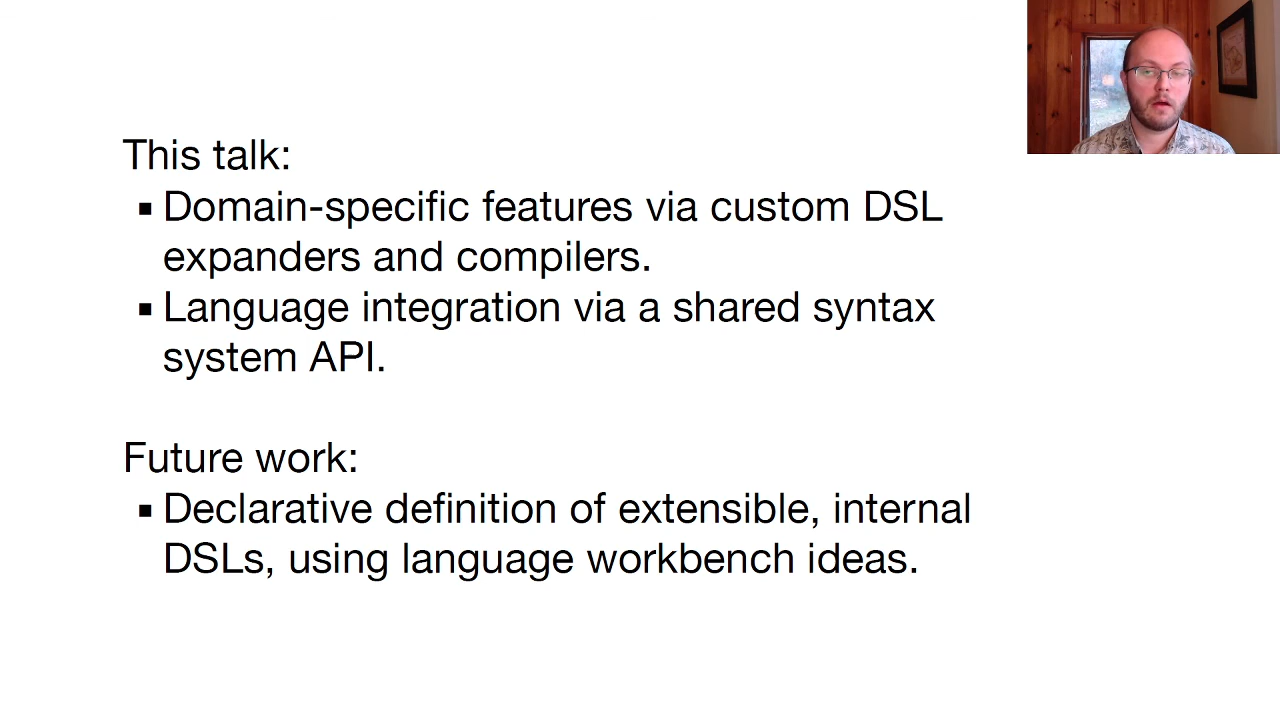 This talk:
▪ Domain-specific features via custom DSL
expanders and compilers.
▪ Language integration via a shared syntax
system API.
Future work:
▪ Declarative definition of extensible, internal
DSLs, using language workbench ideas.